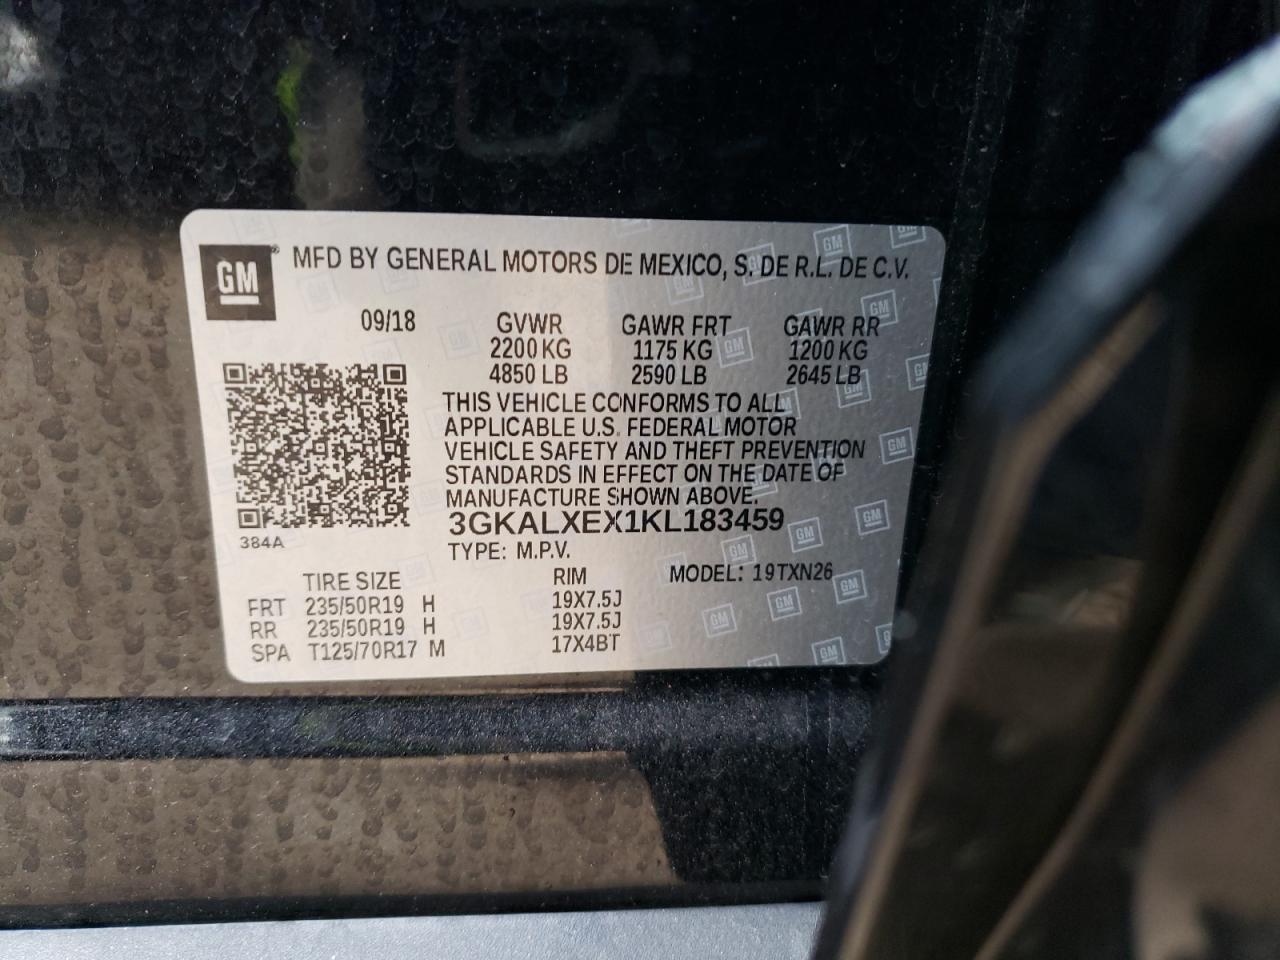 GM ® MFD BY GENERAL MOTORS DE MEXICO, S. DE R.L. DE C.V.
09/18 GVWR GAWR FRT GAWR RR
2200 KG 1175 KG 1200 KG
4850 LB 2590 LB 2645 LB
THIS VEHICLE CONFORMS TO ALL
APPLICABLE U.S. FEDERAL MOTOR
VEHICLE SAFETY AND THEFT PREVENTION
STANDARDS IN EFFECT ON THE DATE OF
MANUFACTURE SHOWN ABOVE.
3GKALXEX1KL183459
384A
TYPE: M.P.V.
TIRE SIZE RIM MODEL: 19TXN26
FRT 235/50R19 H 19X7.5J
RR 235/50R19 H 19X7.5J
SPA T125/70R17 M 17X4BT